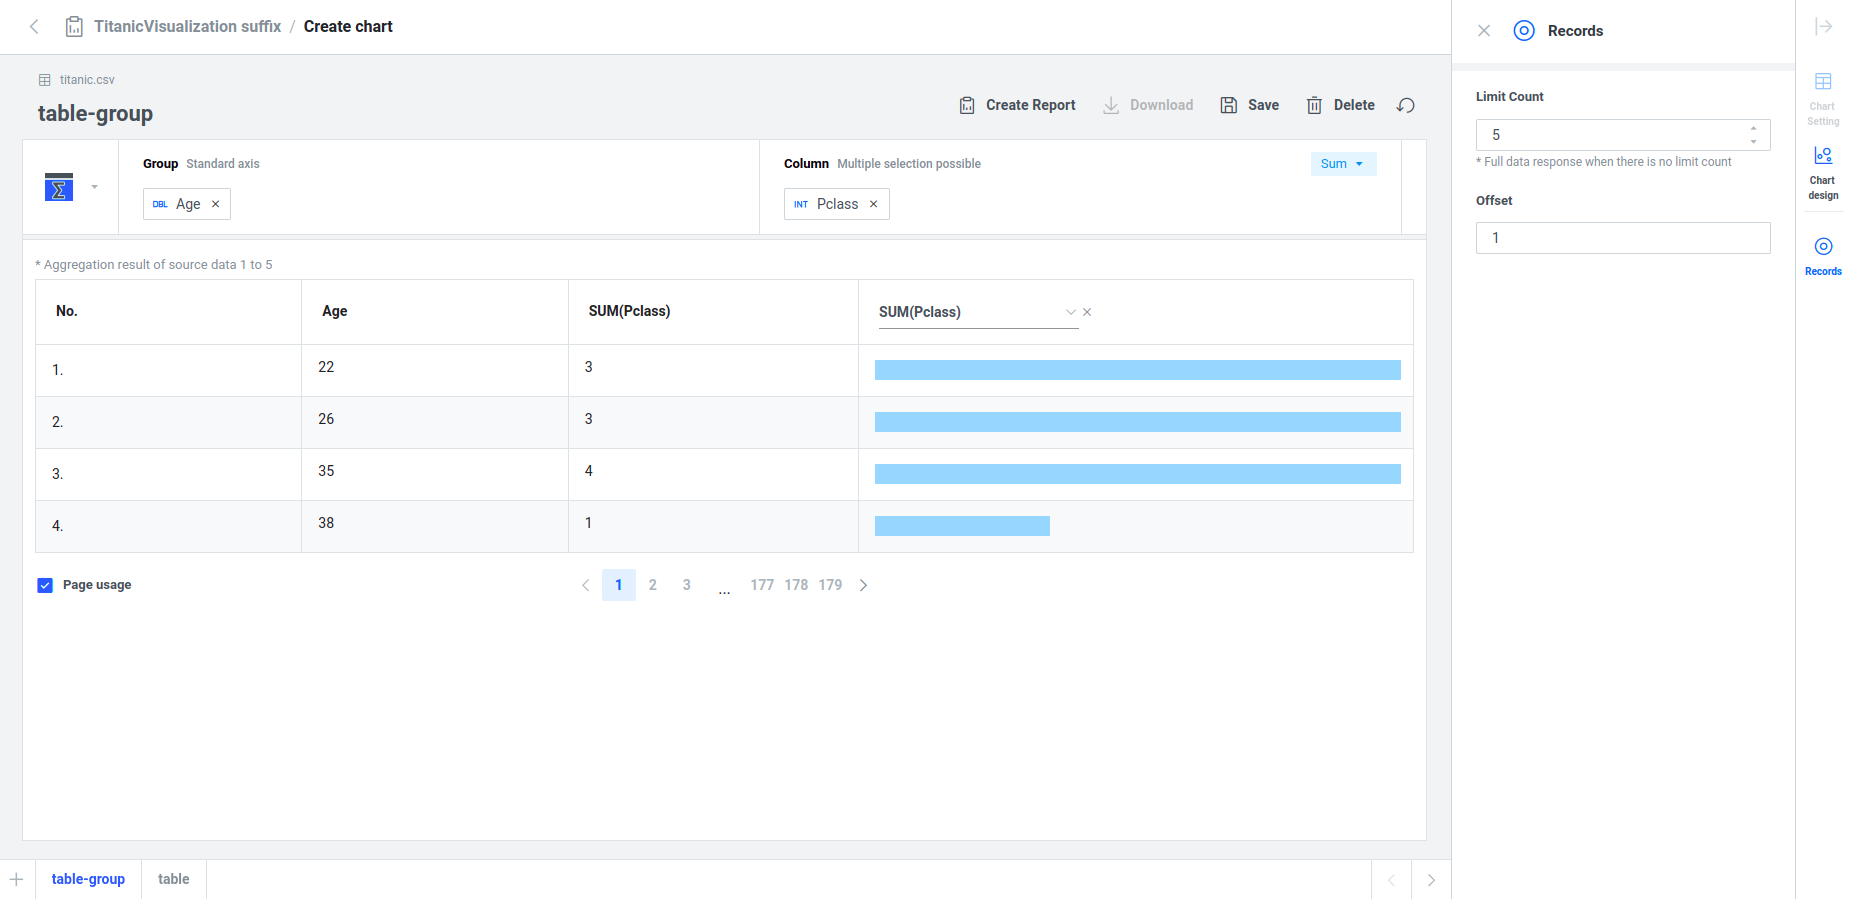 TitanicVisualization suffix / Create chart
titanic.csv
table-group
Create Report
Download
Save
Delete
Group Standard axis
DBL Age
Column Multiple selection possible
Sum
INT Pclass
* Aggregation result of source data 1 to 5
No. Age SUM(Pclass) SUM(Pclass)
1. 22 3
2. 26 3
3. 35 4
4. 38 1
Page usage
1 2 3 ... 177 178 179
table-group table
Records
Limit Count
5
* Full data response when there is no limit count
Offset
1
Chart
Setting
Chart
design
Records